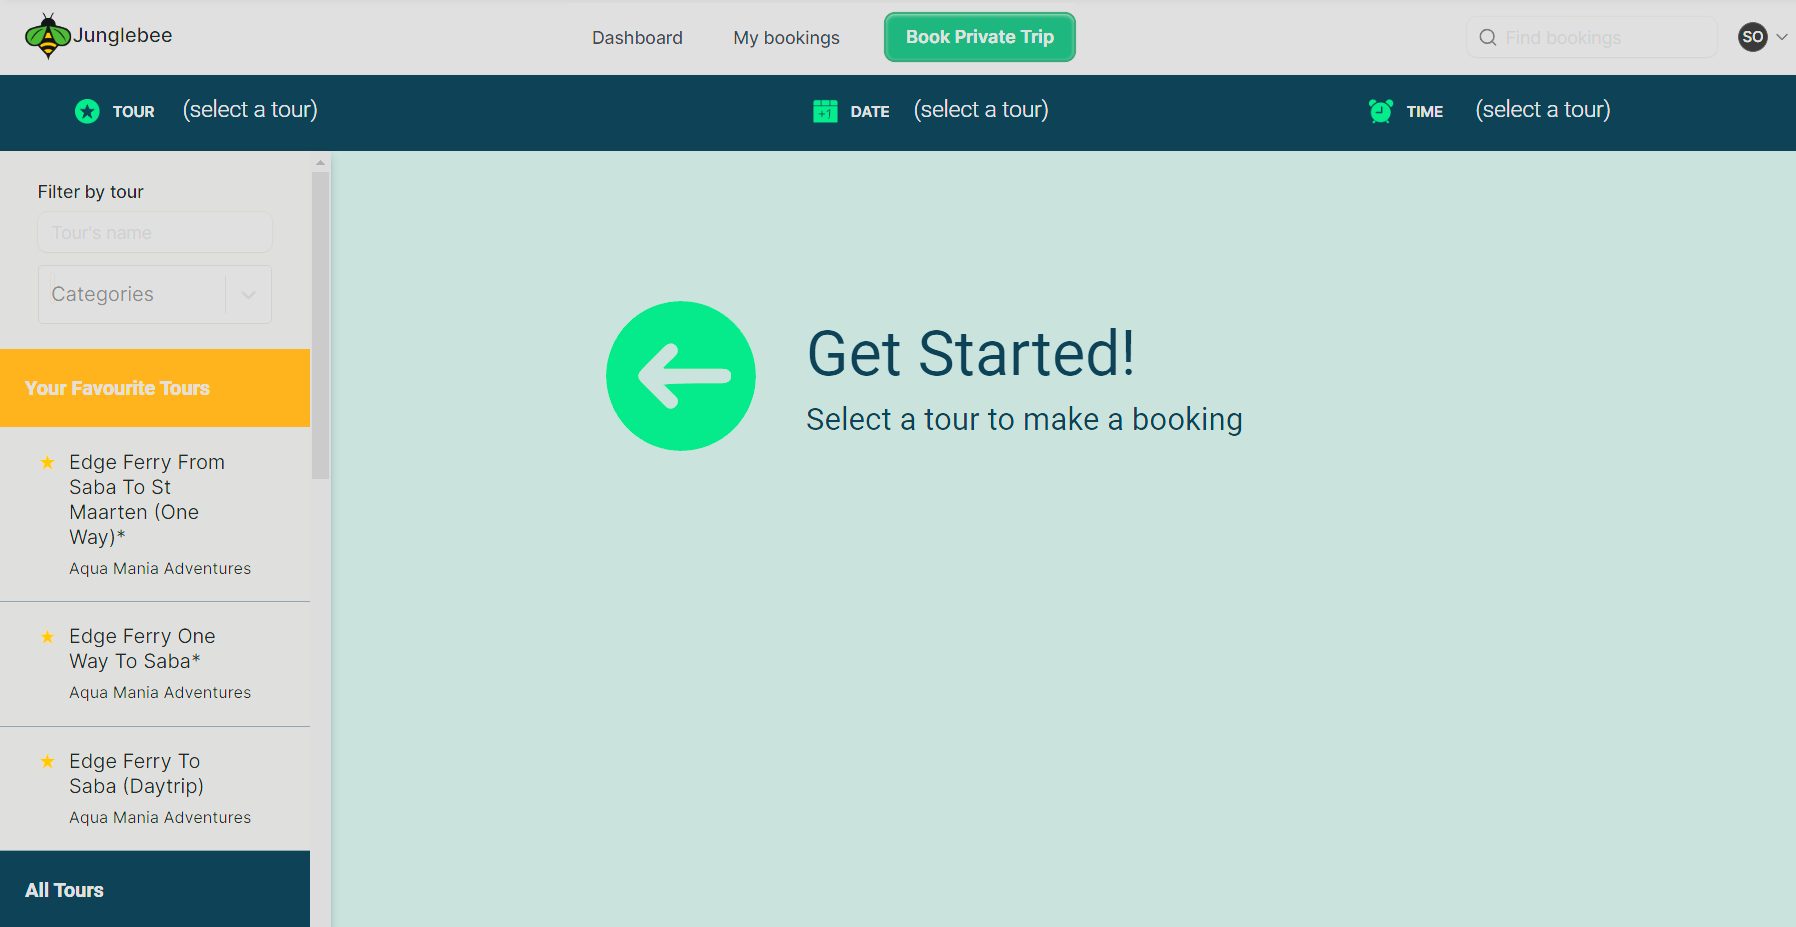 Junglebee
Dashboard
My bookings
Book Private Trip
Find bookings
SO
TOUR (select a tour)
+1 DATE (select a tour)
TIME (select a tour)
Filter by tour
Tour's name
Categories
Your Favourite Tours
Edge Ferry From
Saba To St
Maarten (One
Way)*
Aqua Mania Adventures
Edge Ferry One
Way To Saba*
Aqua Mania Adventures
Edge Ferry To
Saba (Daytrip)
Aqua Mania Adventures
All Tours
Get Started!
Select a tour to make a booking